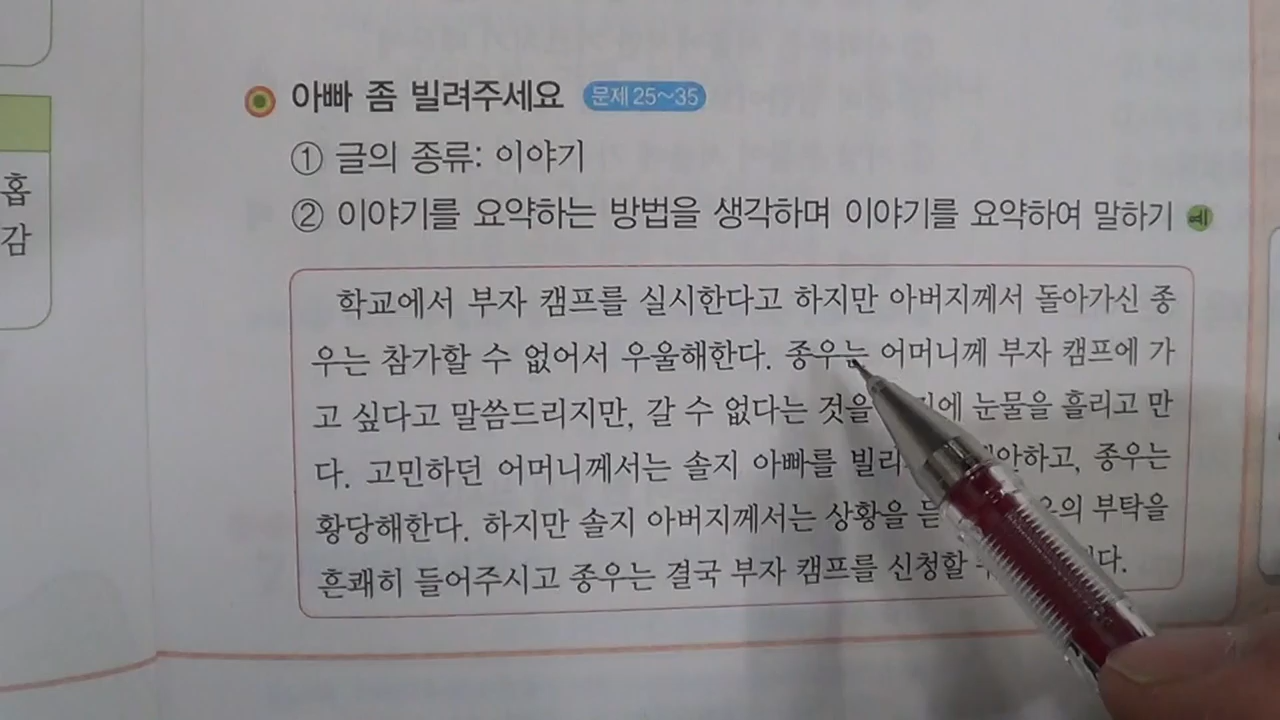 아빠 좀 빌려주세요 문제 25~35
① 글의 종류: 이야기
② 이야기를 요약하는 방법을 생각하며 이야기를 요약하여 말하기 예
홉
감
학교에서 부자 캠프를 실시한다고 하지만 아버지께서 돌아가신 종
우는 참가할 수 없어서 우울해한다. 종우는 어머니께 부자 캠프에 가
고 싶다고 말씀드리지만, 갈 수 없다는 것을 눈물을 흘리고 만
다. 고민하던 어머니께서는 솔지 아빠를 종우는
황당해한다. 하지만 솔지 아버지께서는 상황을 부탁을
흔쾌히 들어주시고 종우는 결국 부자 캠프를 신청할